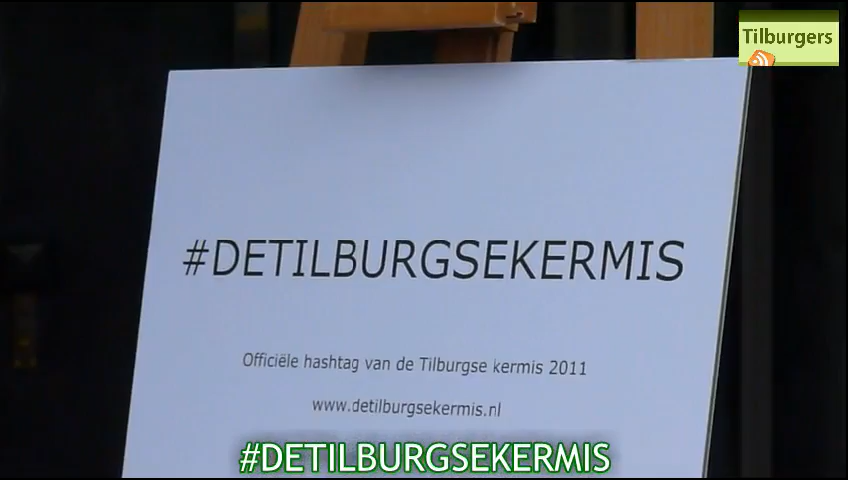 Tilburgers
#DETILBURGSEKERMIS
Officiële hashtag van de Tilburgse kermis 2011
www.detilburgsekermis.nl
#DETILBURGSEKERMIS